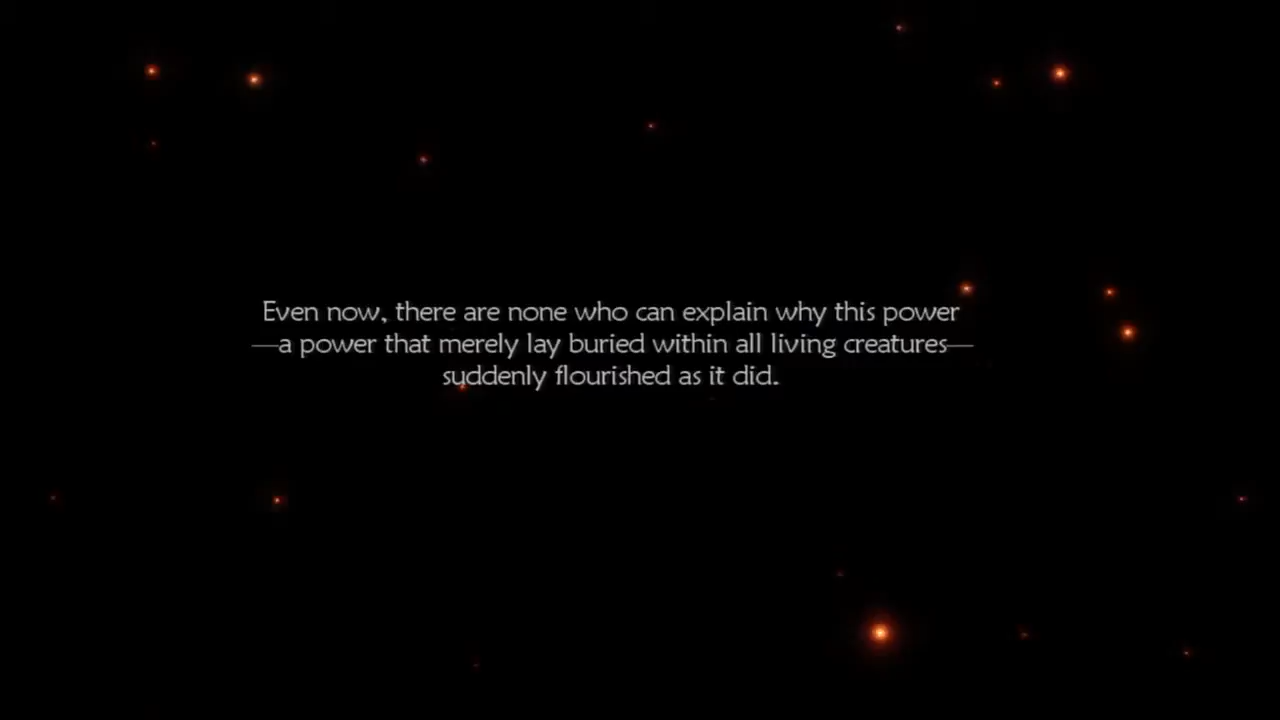 Even now, there are none who can explain why this power
—a power that merely lay buried within all living creatures—
suddenly flourished as it did.